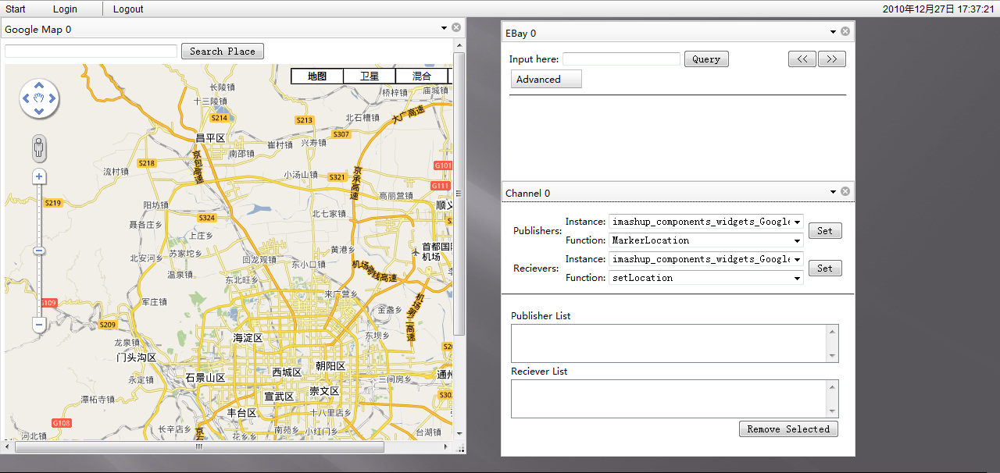 Start Login Logout 2010年12月27日 17:37:21
Google Map 0
Search Place
地图 卫星 混合
长陵镇
桥梓镇
庙城镇
十三陵镇
大广高速
S214
S213
北石槽镇
S307
昌平区
崔村镇
兴寿镇
南邵镇
京包高速
S218
流村镇
小汤山镇
S321
京承高速
G101
G111
高丽营镇
S219
阳坊镇
顺义
北七家镇
S324
聂各庄乡
上庄乡
苏家坨乡
黄港乡
首都国际
机场
北安河乡
回龙观镇
东小口镇
温泉镇
东北旺乡
来广营乡
军庄镇
G109
金盏乡
机场第二高速
S209
海淀区
东坝乡
龙泉镇
门头沟区
朝阳区
西城区
石景山区
三间房乡
通州
永定镇
宣武区
崇文区
潭柘寺镇
丰台区
十八里店乡
G108
长辛店乡
南苑乡
小红门乡
台湖镇
河北镇
花乡乡
EBay 0
Input here: Query << >>
Advanced
Channel 0
Publishers:
Instance: imashup_components_widgets_Google
Set
Function: MarkerLocation
Recievers:
Instance: imashup_components_widgets_Google
Set
Function: setLocation
Publisher List
Reciever List
Remove Selected